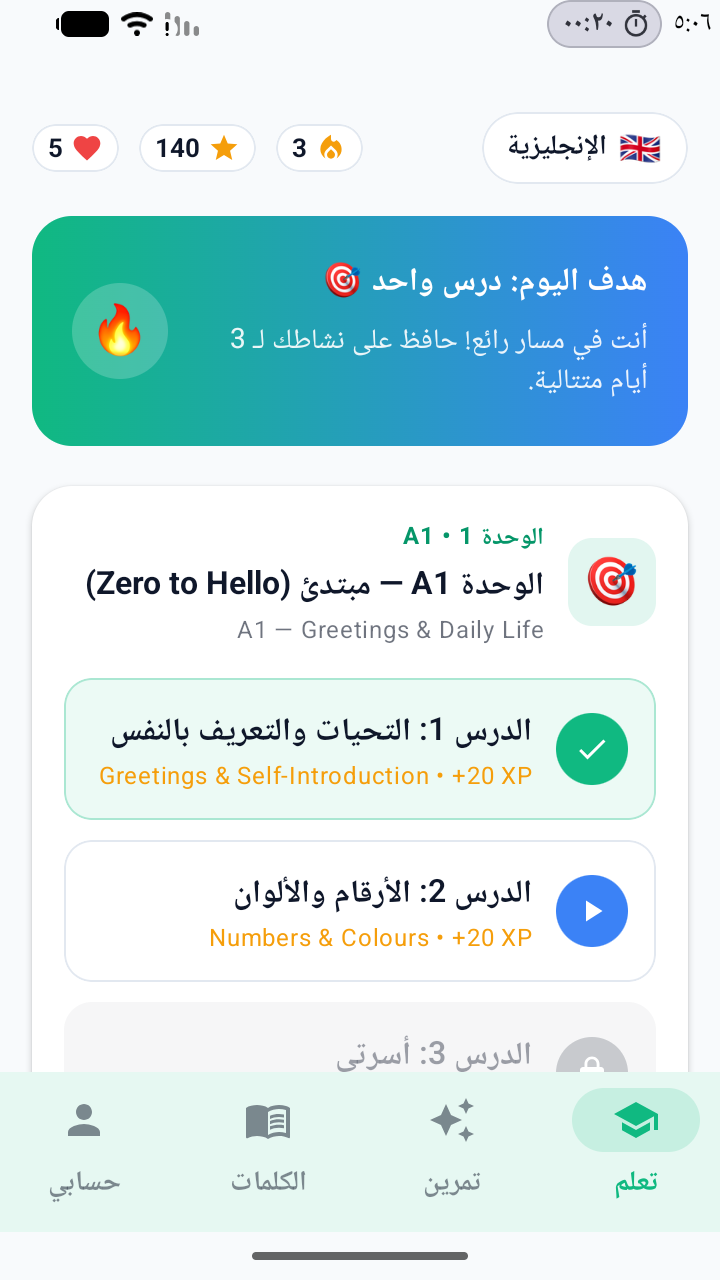 ٥:٠٦
٠٠:٢٠
الإنجليزية
3
140
5
هدف اليوم: درس واحد 🎯
أنت في مسار رائع! حافظ على نشاطك لـ 3
أيام متتالية.
الوحدة 1 • A1
الوحدة A1 — مبتدئ (Zero to Hello)
A1 — Greetings & Daily Life
الدرس 1: التحيات والتعريف بالنفس
Greetings & Self-Introduction • +20 XP
الدرس 2: الأرقام والألوان
Numbers & Colours • +20 XP
الدرس 3: أسرتي
تعلم
تمرين
الكلمات
حسابي